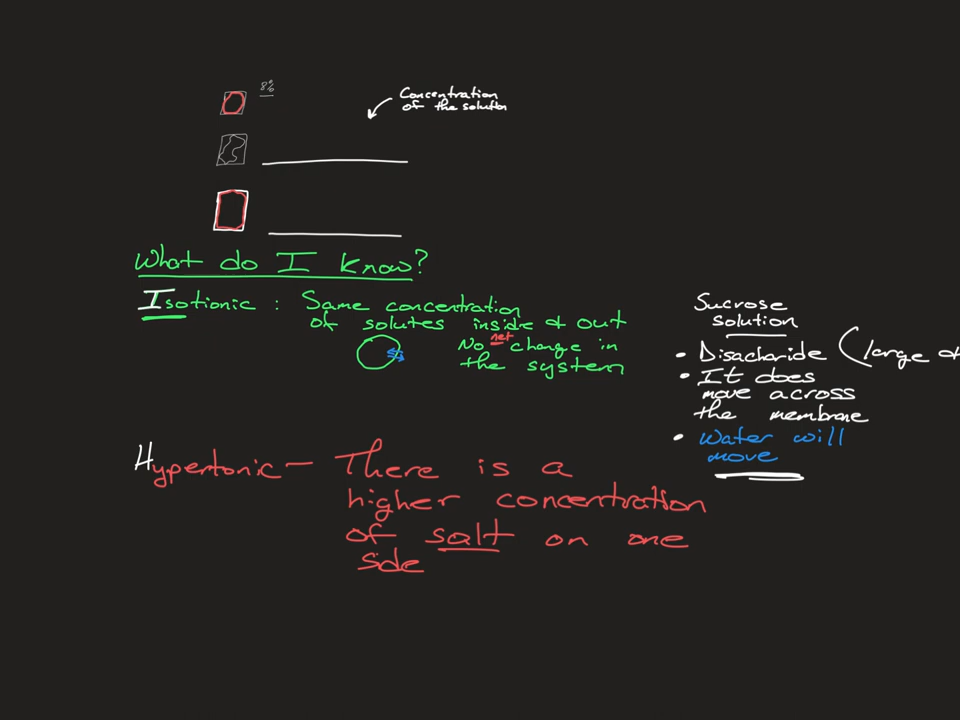 8%
Concentration
of the solution
What do I know?
Isotionic : Same concentration
of solutes inside & out
No net change in
the system
Sucrose
solution
• Disacharide (large
• It does
move across
the membrane
• Water will
move
Hypertonic — There is a
higher concentration
of salt on one
side